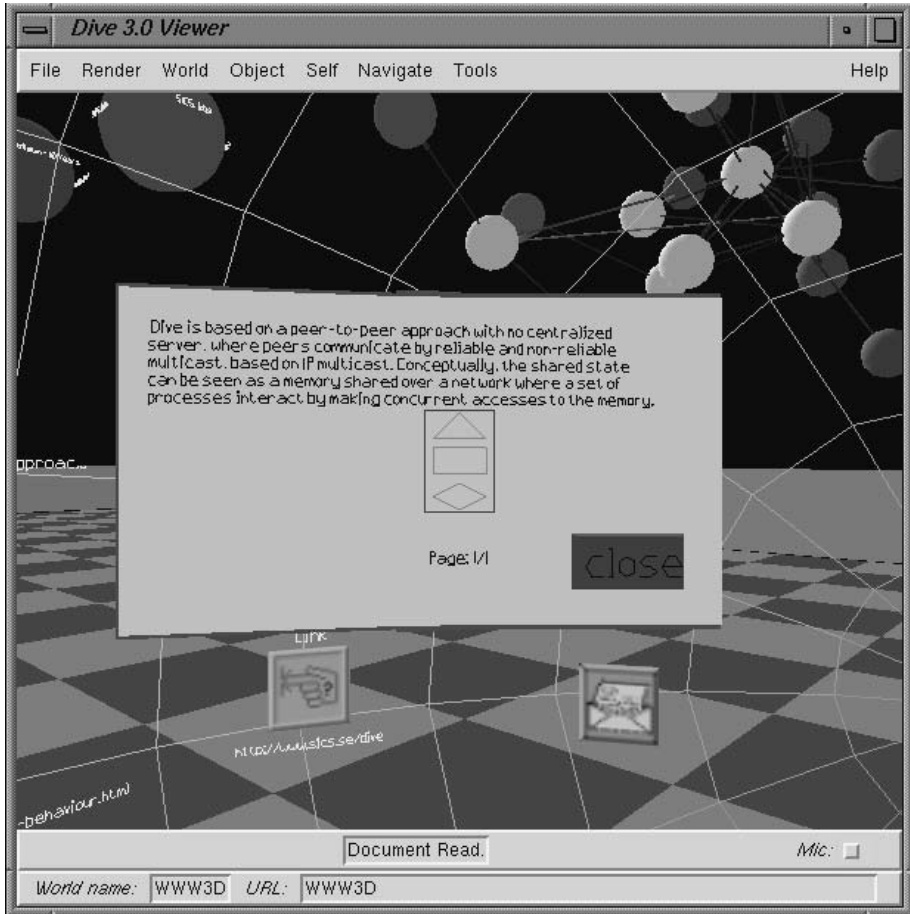 Dive 3.0 Viewer
File Render World Object Self Navigate Tools Help
SICS
Dive is based on a peer-to-peer approach with no centralized
server, where peers communicate by reliable and non-reliable
multicast, based on IP multicast. Conceptually, the shared state
can be seen as a memory shared over a network where a set of
processes interact by making concurrent accesses to the memory.
Page: 1/1
close
Link
http://www.sics.se/dive
-behaviour.html
Document Read.
Mic:
World name: WWW3D URL: WWW3D